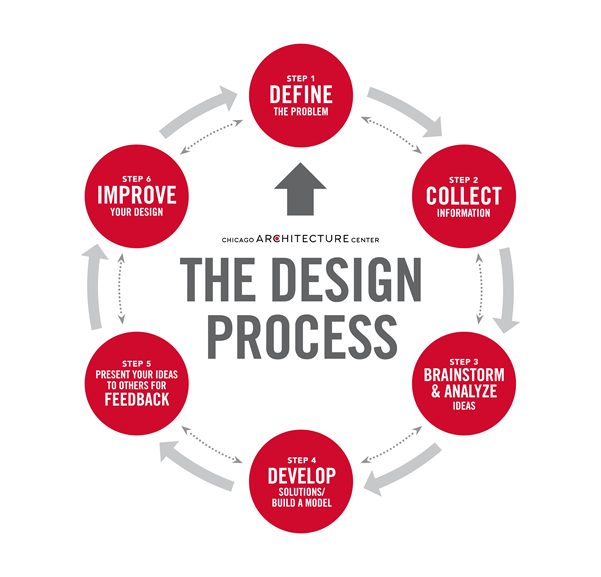 STEP 1
DEFINE
THE PROBLEM
STEP 2
COLLECT
INFORMATION
STEP 3
BRAINSTORM
& ANALYZE
IDEAS
STEP 4
DEVELOP
SOLUTIONS/
BUILD A MODEL
STEP 5
PRESENT YOUR IDEAS
TO OTHERS FOR
FEEDBACK
STEP 6
IMPROVE
YOUR DESIGN
CHICAGO ARCHITECTURE CENTER
THE DESIGN
PROCESS